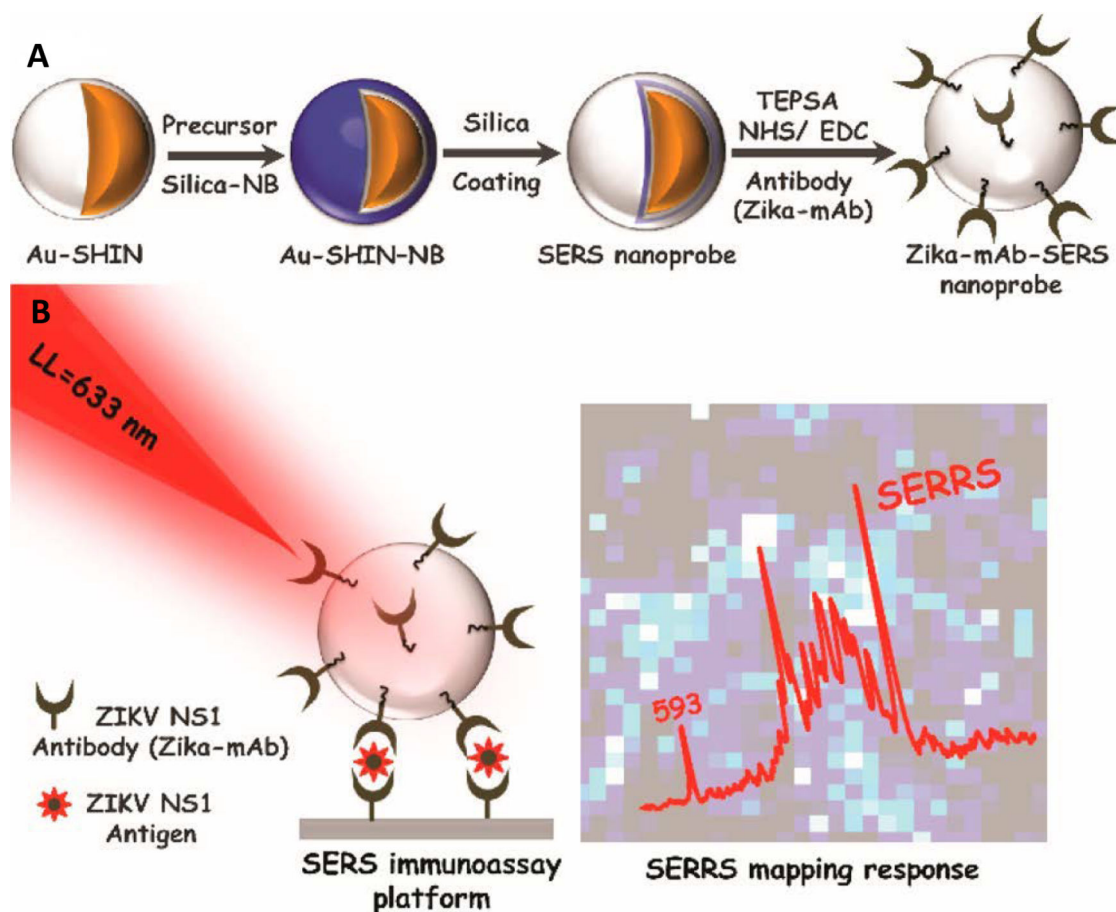 A
Precursor
Silica-NB
Silica
Coating
TEPSA
NHS/ EDC
Antibody
(Zika-mAb)
Au-SHIN
Au-SHIN-NB
SERS nanoprobe
Zika-mAb-SERS
nanoprobe
B
LL=633 nm
ZIKV NS1
Antibody (Zika-mAb)
ZIKV NS1
Antigen
SERS immunoassay
platform
593
SERRS
SERRS mapping response